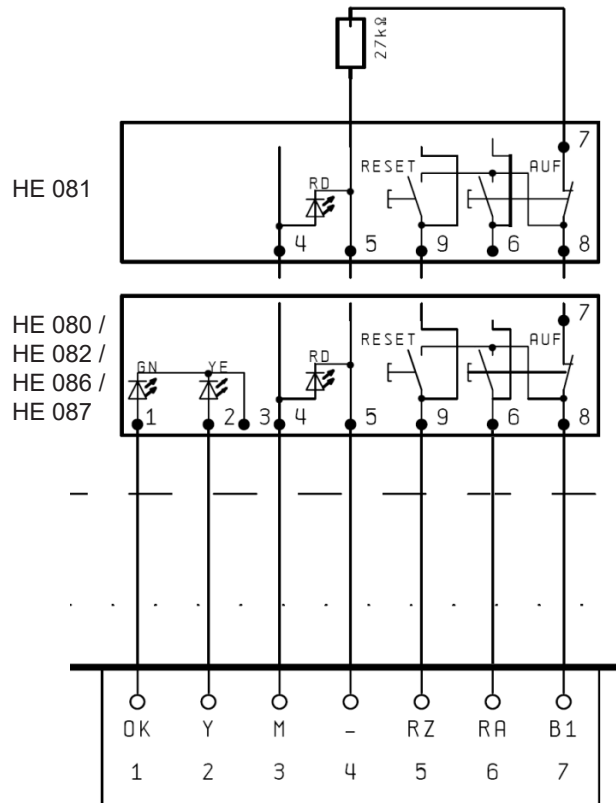 27kΩ
HE 081
7
RESET
AUF
RD
4 5 9 6 8
HE 080 /
HE 082 /
HE 086 /
HE 087
7
RESET
AUF
GN YE RD
1 2 3 4 5 9 6 8
OK Y M - RZ RA B1
1 2 3 4 5 6 7